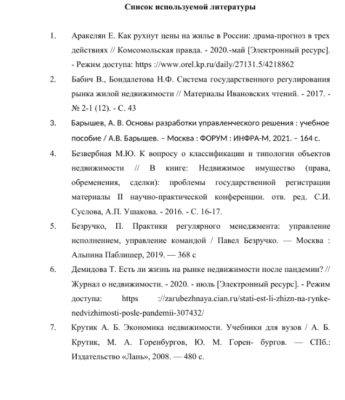 Список используемой литературы
1. Аракелян Е. Как рухнут цены на жилье в России: драма-прогноз в трех
действиях // Комсомольская правда. - 2020.-май [Электронный ресурс].
- Режим доступа: https ://www.orel.kp.ru/daily/27131.5/4218862
2. Бабич В., Бондалетова Н.Ф. Система государственного регулирования
рынка жилой недвижимости // Материалы Ивановских чтений. - 2017. -
№ 2-1 (12). - С. 43
3. Барышев, А. В. Основы разработки управленческого решения : учебное
пособие / А.В. Барышев. – Москва : ФОРУМ : ИНФРА-М, 2021. – 164 с.
4. Безвербная М.Ю. К вопросу о классификации и типологии объектов
недвижимости // В книге: Недвижимое имущество (права,
обременения, сделки): проблемы государственной регистрации
материалы II научно-практической конференции. отв. ред. С.И.
Суслова, А.П. Ушакова. - 2016. - С. 16-17.
5. Безручко, П. Практики регулярного менеджмента: управление
исполнением, управление командой / Павел Безручко. — Москва :
Альпина Паблишер, 2019. — 368 с
6. Демидова Т. Есть ли жизнь на рынке недвижимости после пандемии? //
Журнал о недвижимости. - 2020. - июль [Электронный ресурс]. - Режим
доступа: https ://zarubezhnaya.cian.ru/stati-est-li-zhizn-na-rynke-
nedvizhimosti-posle-pandemii-307432/
7. Крутик А. Б. Экономика недвижимости. Учебники для вузов / А. Б.
Крутик, М. А. Горенбургов, Ю. М. Горен- бургов. — СПб.:
Издательство «Лань», 2008. — 480 с.